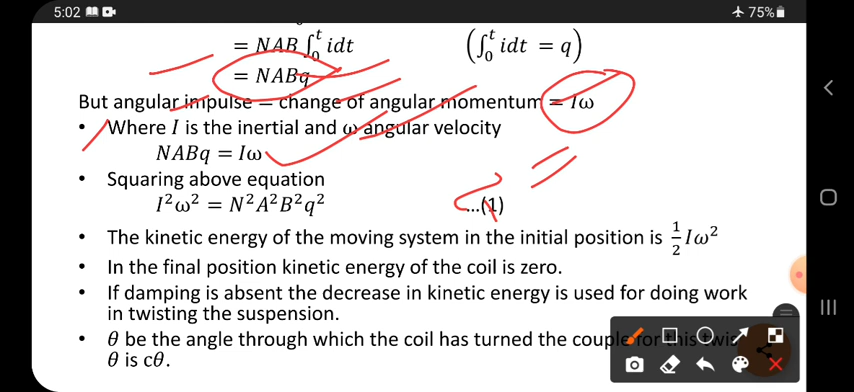 5:02 75%
= NAB ∫₀ᵗ idt (∫₀ᵗ idt = q)
= NABq
But angular impulse = change of angular momentum = Iω
• Where I is the inertial and ω angular velocity
NABq = Iω
• Squaring above equation
I²ω² = N²A²B²q² ...(1)
• The kinetic energy of the moving system in the initial position is ½Iω²
• In the final position kinetic energy of the coil is zero.
• If damping is absent the decrease in kinetic energy is used for doing work
in twisting the suspension.
• θ be the angle through which the coil has turned the couple for this
θ is cθ.